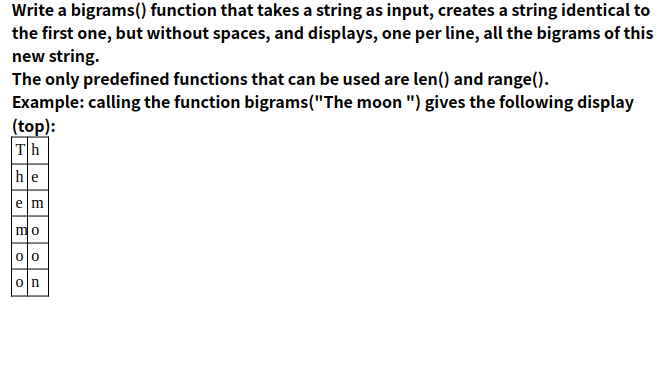 Write a bigrams() function that takes a string as input, creates a string identical to
the first one, but without spaces, and displays, one per line, all the bigrams of this
new string.
The only predefined functions that can be used are len() and range().
Example: calling the function bigrams("The moon ") gives the following display
(top):
T h
h e
e m
m o
o o
o n